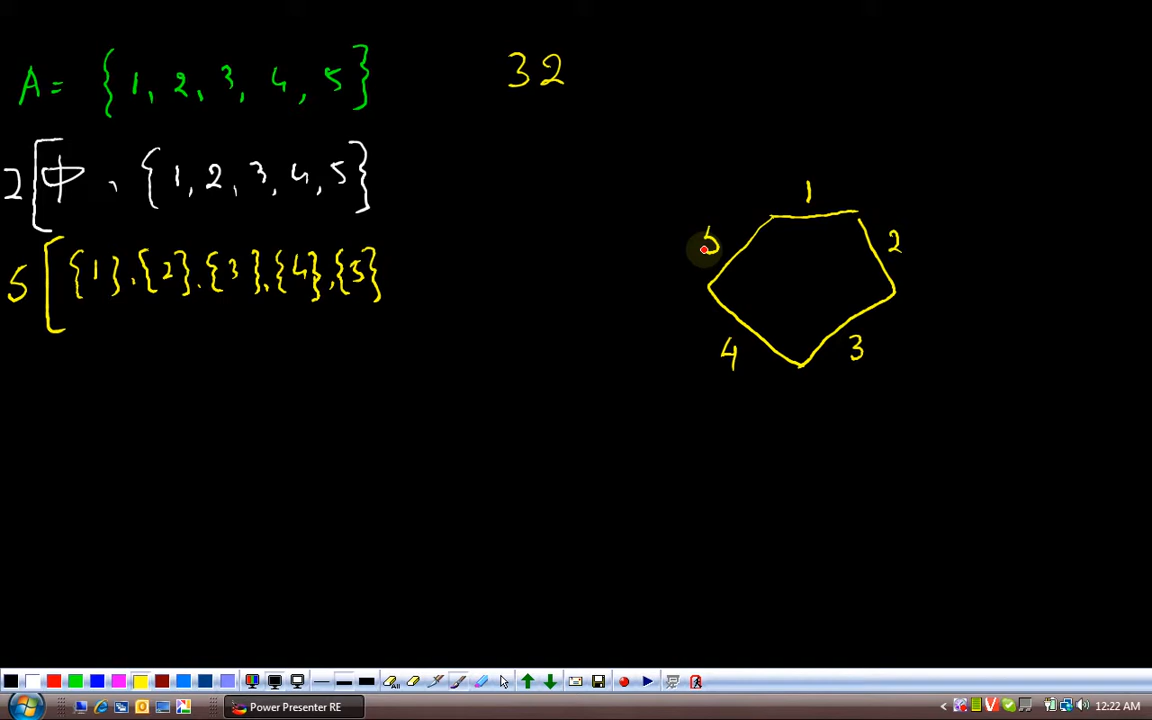 A = {1, 2, 3, 4, 5}
32
2 [ ϕ, {1, 2, 3, 4, 5}
5 [ {1}, {2}, {3}, {4}, {5}
1
5
2
4
3
Power Presenter RE
12:22 AM